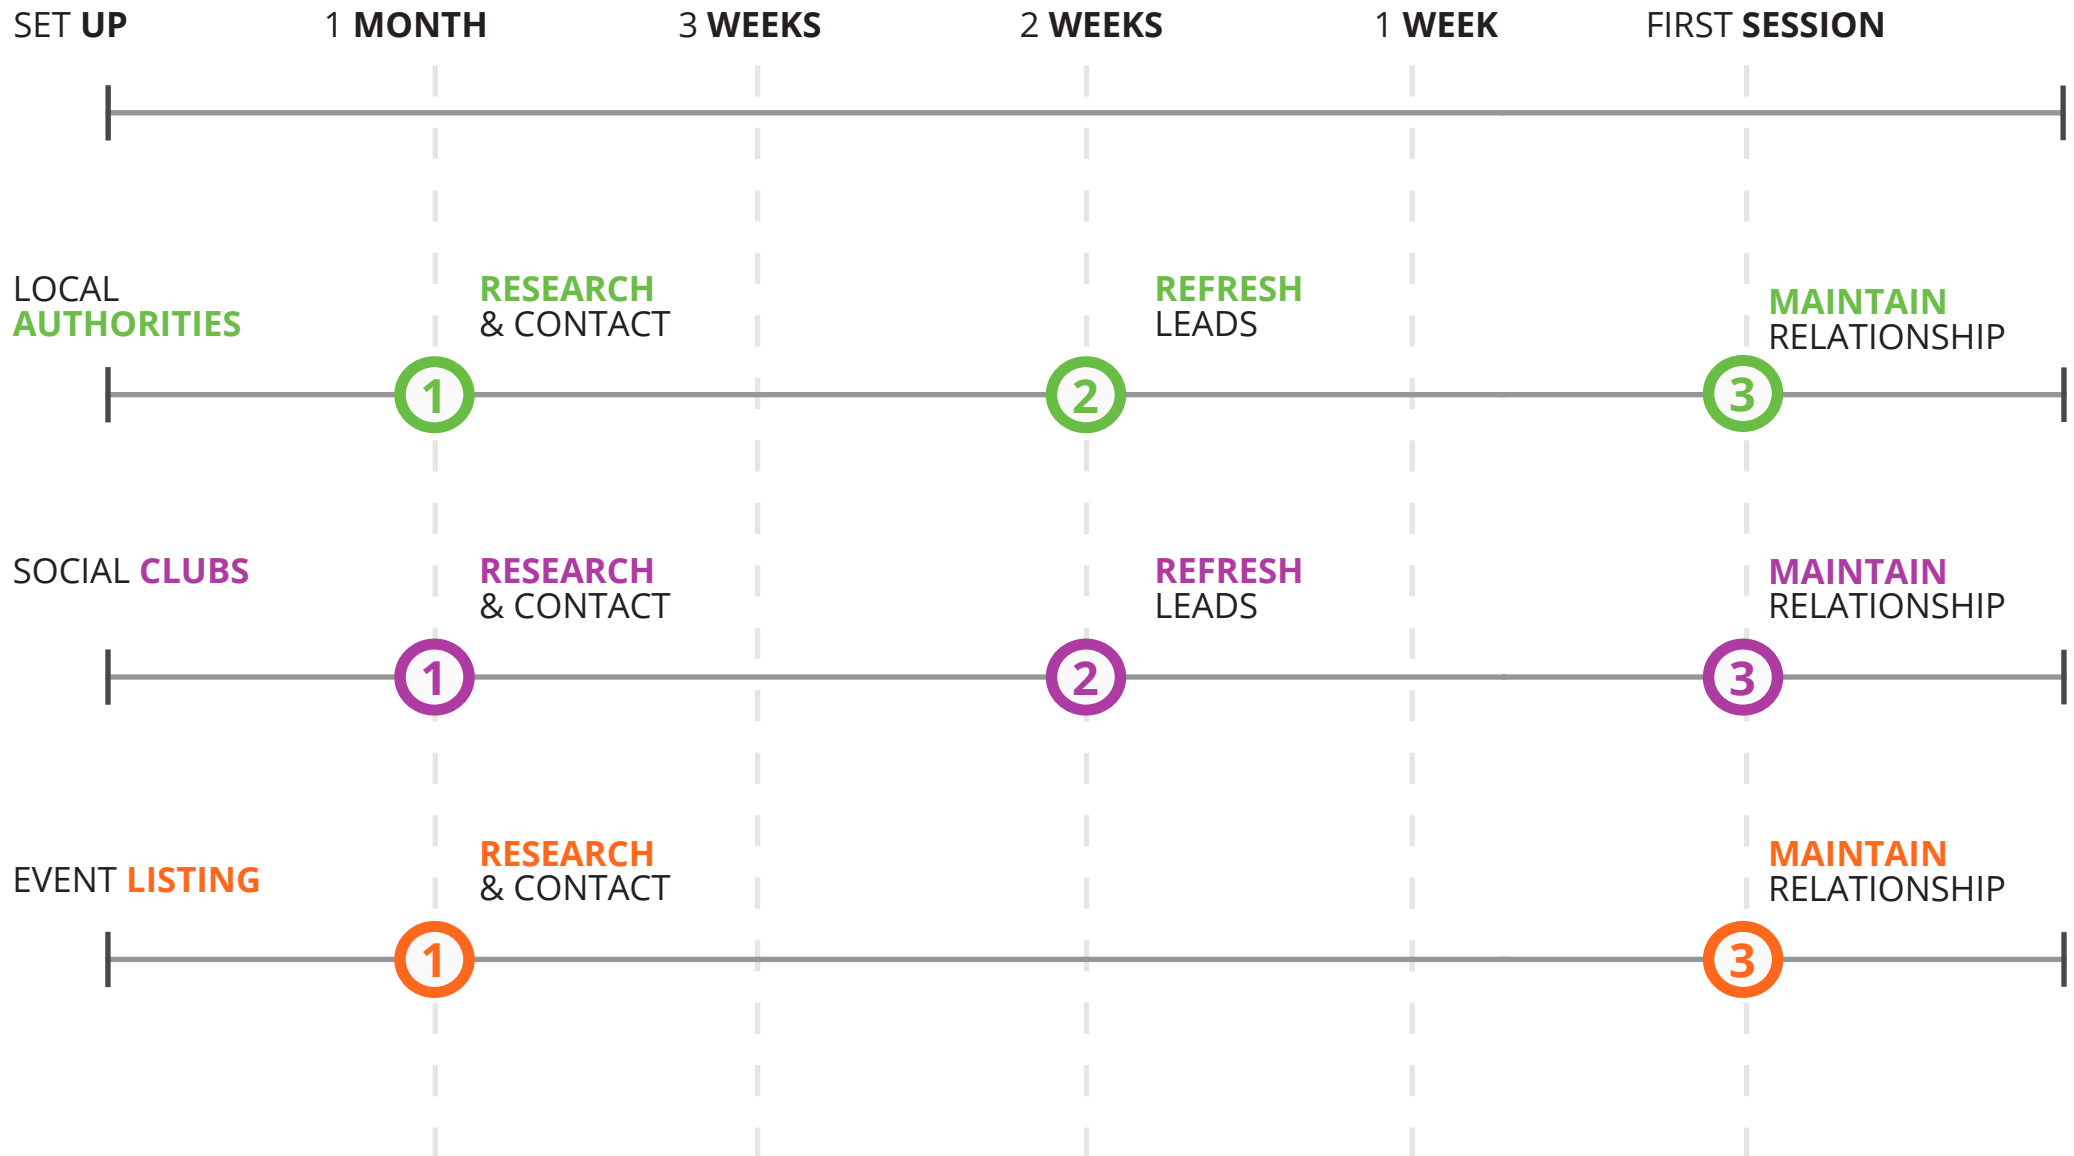 SET UP
1 MONTH
3 WEEKS
2 WEEKS
1 WEEK
FIRST SESSION
LOCAL
AUTHORITIES
RESEARCH
& CONTACT
REFRESH
LEADS
MAINTAIN
RELATIONSHIP
1
2
3
SOCIAL CLUBS
RESEARCH
& CONTACT
REFRESH
LEADS
MAINTAIN
RELATIONSHIP
1
2
3
EVENT LISTING
RESEARCH
& CONTACT
MAINTAIN
RELATIONSHIP
1
3